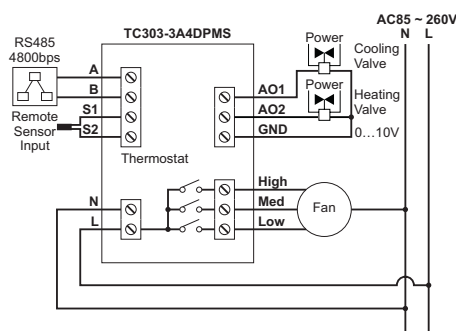 TC303-3A4DPMS
AC85 ~ 260V
N L
RS485
4800bps
A
B
S1
S2
Remote
Sensor
Input
Thermostat
Power
Cooling
Valve
AO1
Power
AO2
Heating
Valve
GND
0...10V
High
Med
Low
Fan
N
L